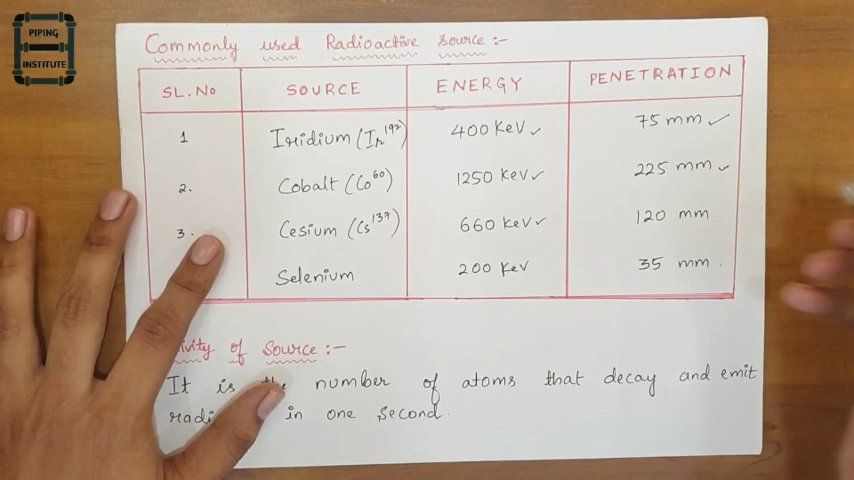 PIPING
INSTITUTE
Commonly used Radioactive source :-
SL.No SOURCE ENERGY PENETRATION
1 Iridium (Ir192) 400 KeV ✓ 75 mm ✓
2. Cobalt (Co60) 1250 KeV ✓ 225 mm ✓
3. Cesium (Cs137) 660 KeV ✓ 120 mm
Selenium 200 KeV 35 mm.
of Source :-
It is the number of atoms that decay and emit
in one second.